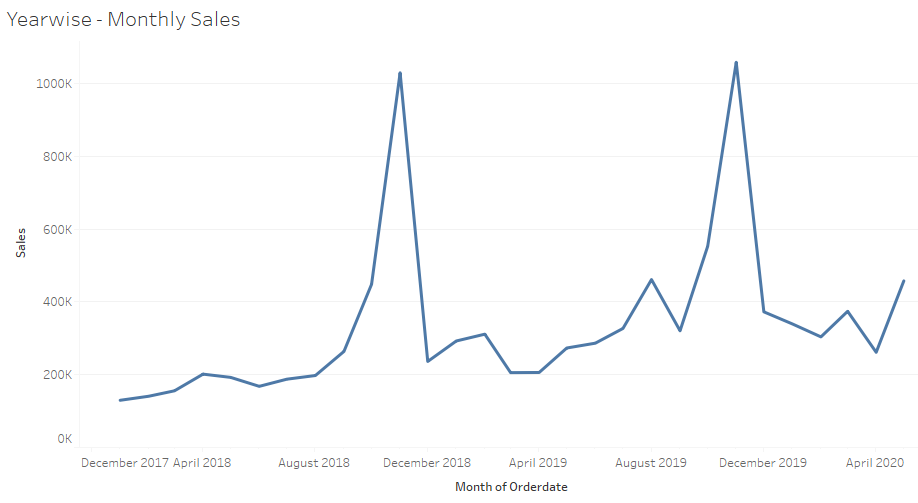 Yearwise - Monthly Sales
1000K
800K
600K
400K
200K
0K
Sales
December 2017 April 2018 August 2018 December 2018 April 2019 August 2019 December 2019 April 2020
Month of Orderdate